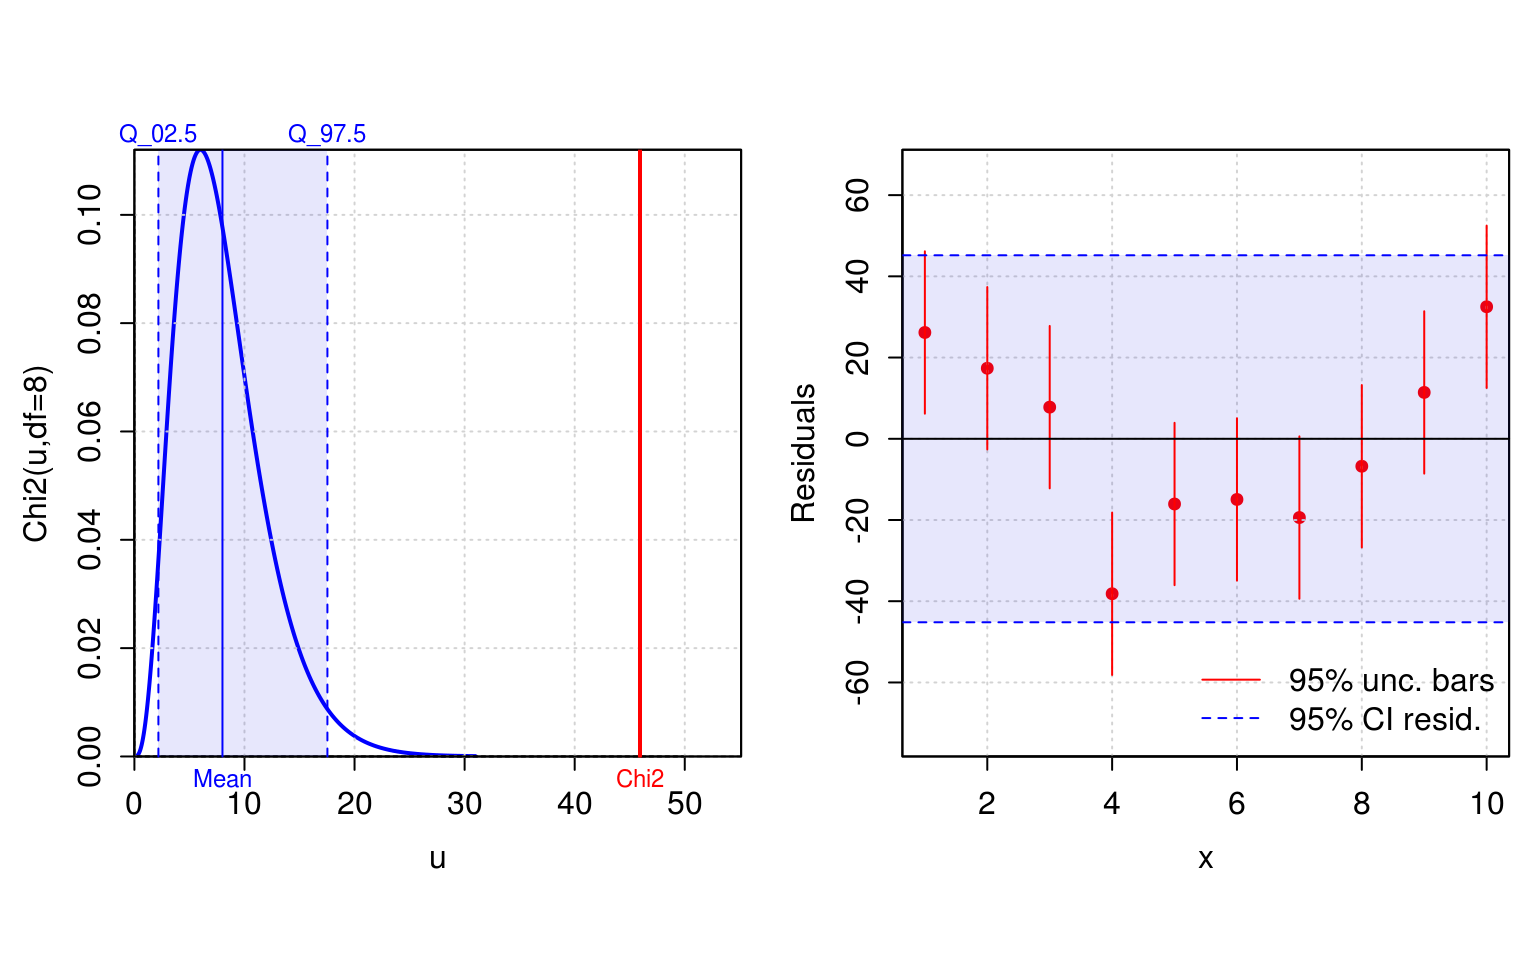 Q_02.5 Q_97.5
Chi2(u,df=8)
0.00 0.02 0.04 0.06 0.08 0.10
Mean Chi2
0 10 20 30 40 50
u
Residuals
-60 -40 -20 0 20 40 60
95% unc. bars
95% CI resid.
2 4 6 8 10
x